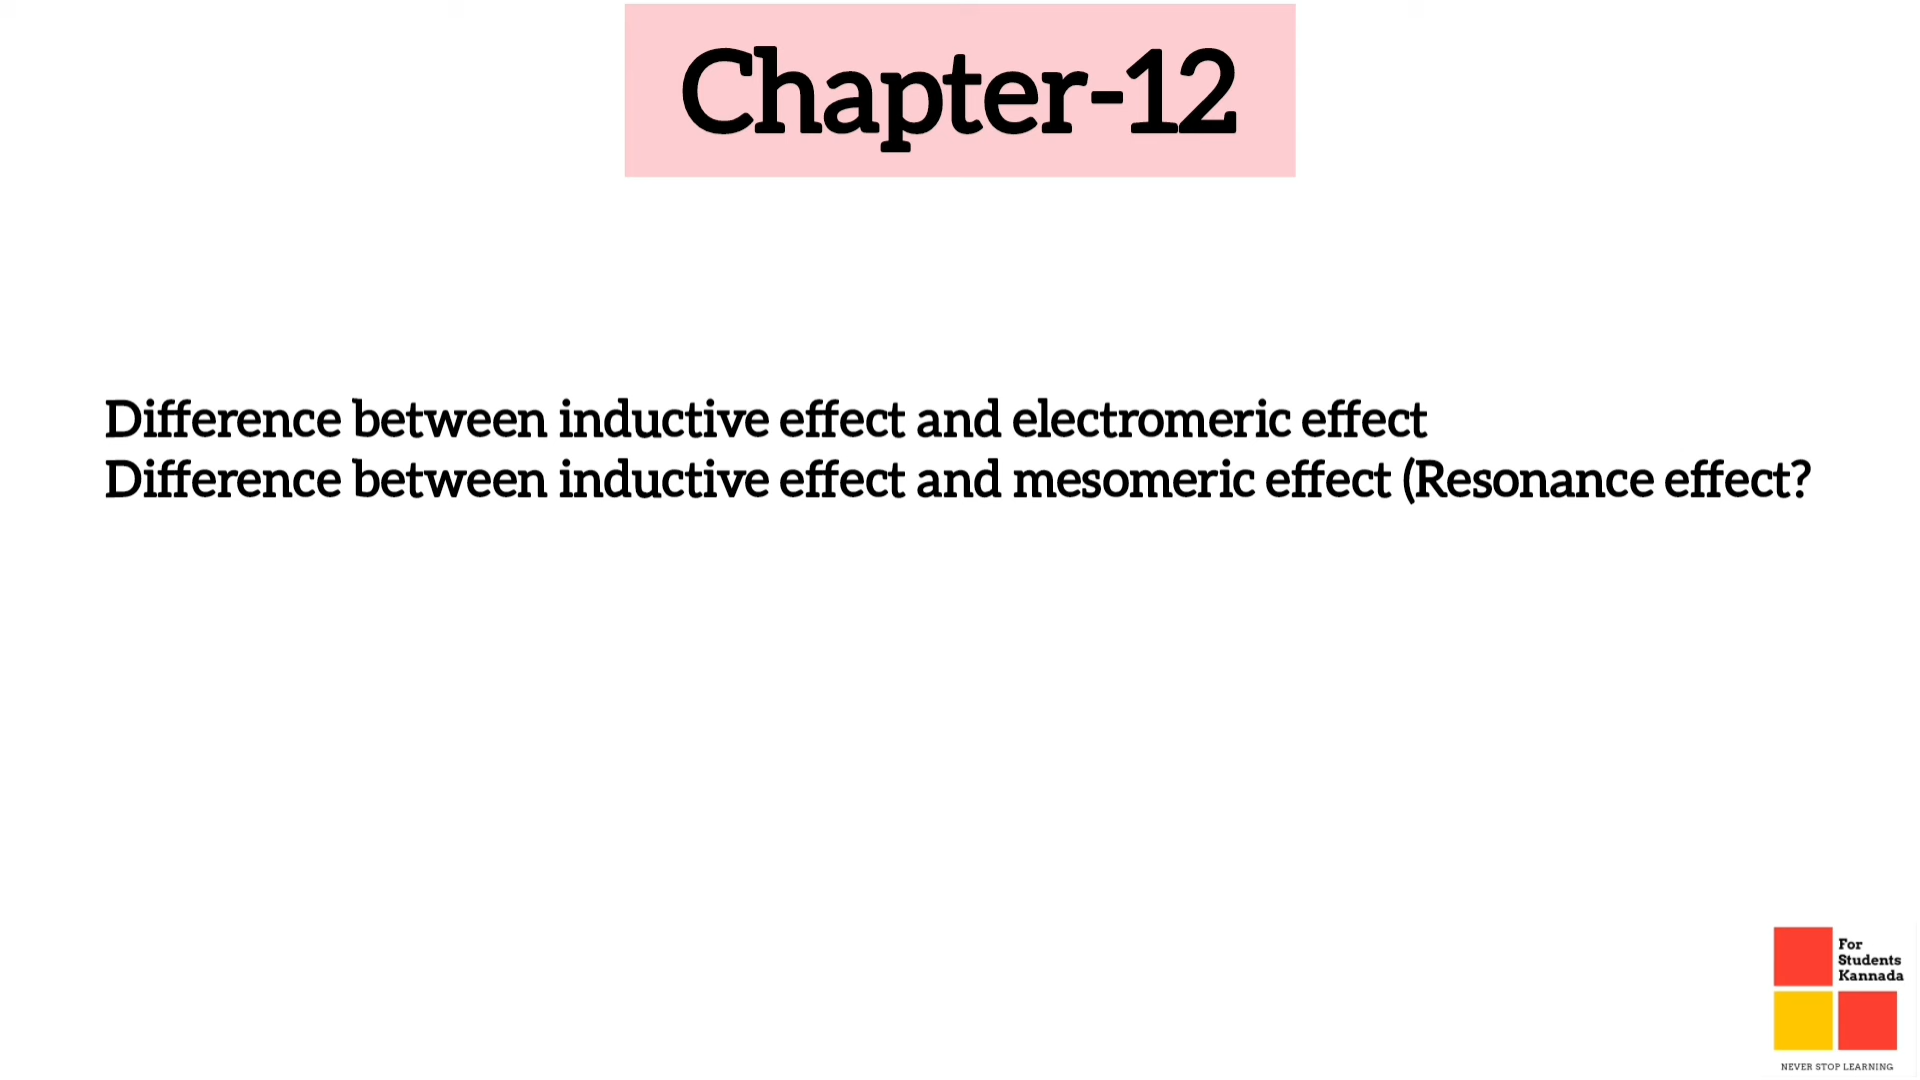 Chapter-12
Difference between inductive effect and electromeric effect
Difference between inductive effect and mesomeric effect (Resonance effect?
For
Students
Kannada
NEVER STOP LEARNING